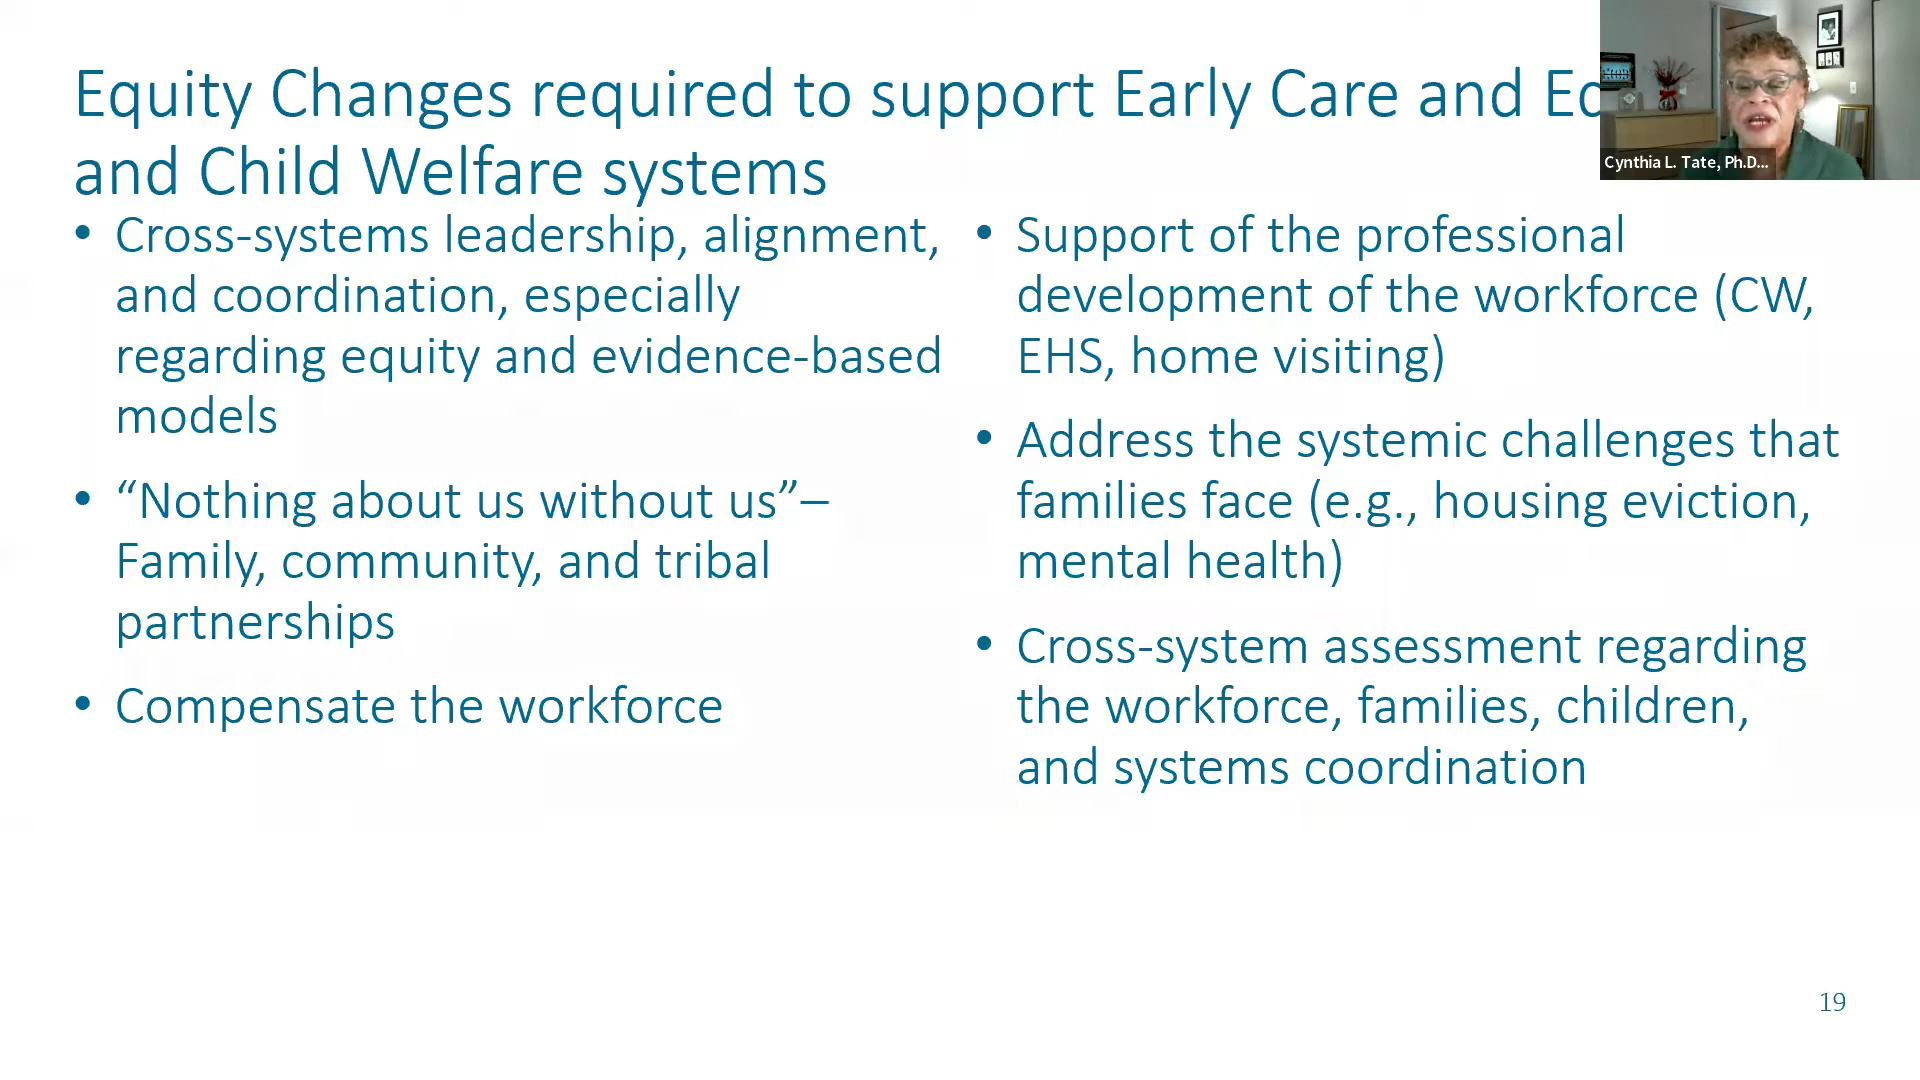 Equity Changes required to support Early Care and
and Child Welfare systems
• Cross-systems leadership, alignment,
and coordination, especially
regarding equity and evidence-based
models
• “Nothing about us without us”–
Family, community, and tribal
partnerships
• Compensate the workforce
• Support of the professional
development of the workforce (CW,
EHS, home visiting)
• Address the systemic challenges that
families face (e.g., housing eviction,
mental health)
• Cross-system assessment regarding
the workforce, families, children,
and systems coordination
Cynthia L. Tate, Ph.D...
19